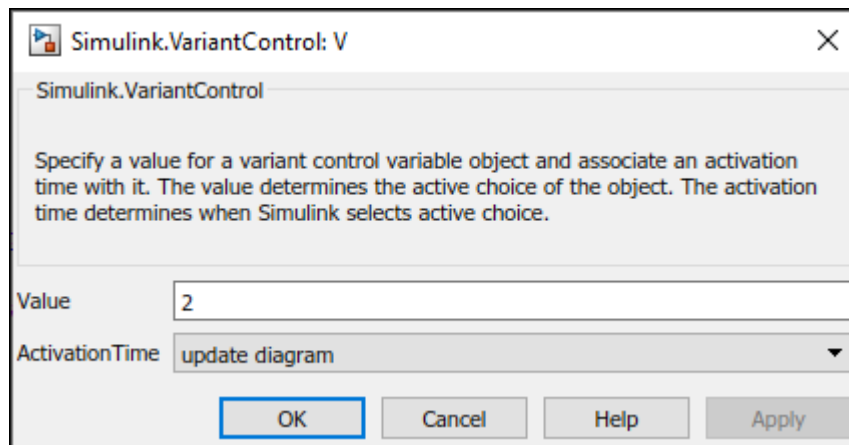 Simulink.VariantControl: V
Simulink.VariantControl
Specify a value for a variant control variable object and associate an activation
time with it. The value determines the active choice of the object. The activation
time determines when Simulink selects active choice.
Value 2
ActivationTime update diagram
OK Cancel Help Apply